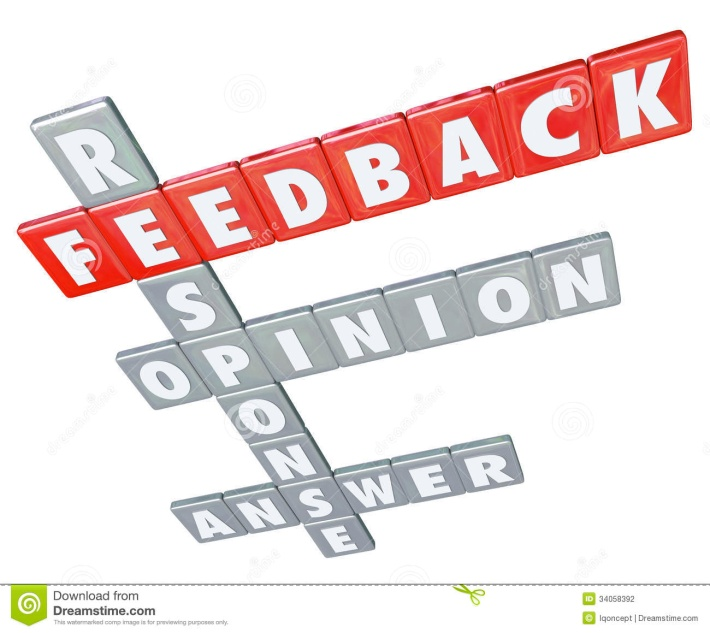 FEEDBACK
RESPONSE
OPINION
ANSWER
Download from
Dreamstime.com
This watermarked comp image is for previewing purposes only.
34058392
Iqoncept | Dreamstime.com